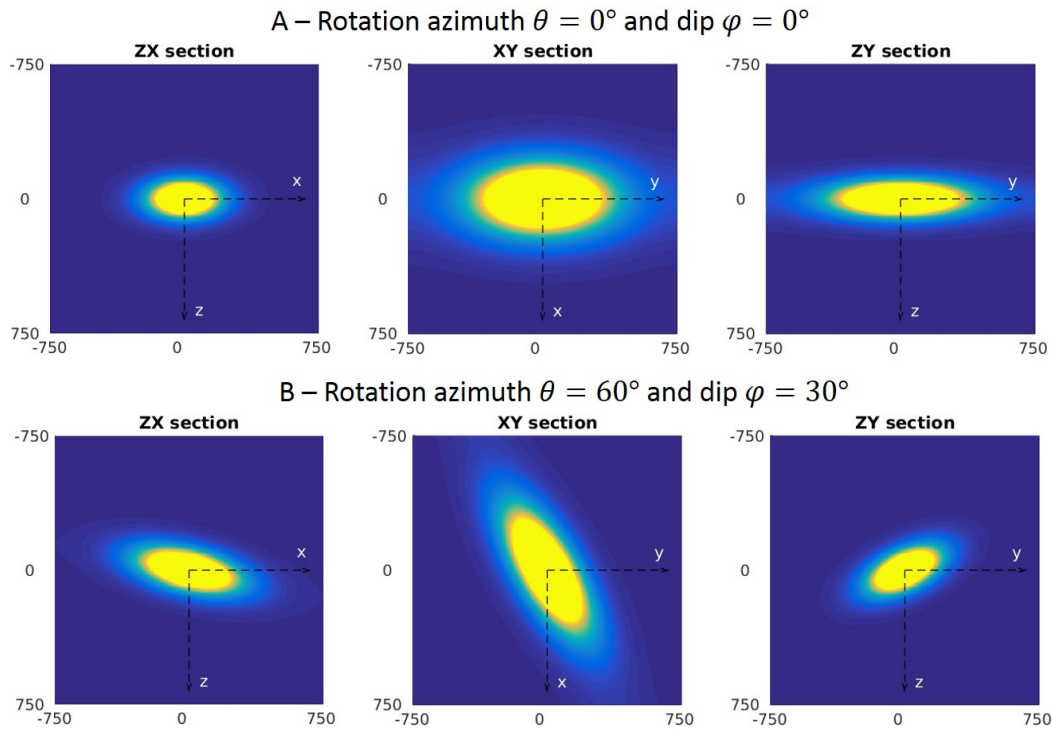 A – Rotation azimuth θ = 0° and dip φ = 0°
ZX section XY section ZY section
-750 -750 -750
x y y
0 0 0
z x z
750 750 750
-750 0 750 -750 0 750 -750 0 750
B – Rotation azimuth θ = 60° and dip φ = 30°
ZX section XY section ZY section
-750 -750 -750
x y y
0 0 0
z x z
750 750 750
-750 0 750 -750 0 750 -750 0 750